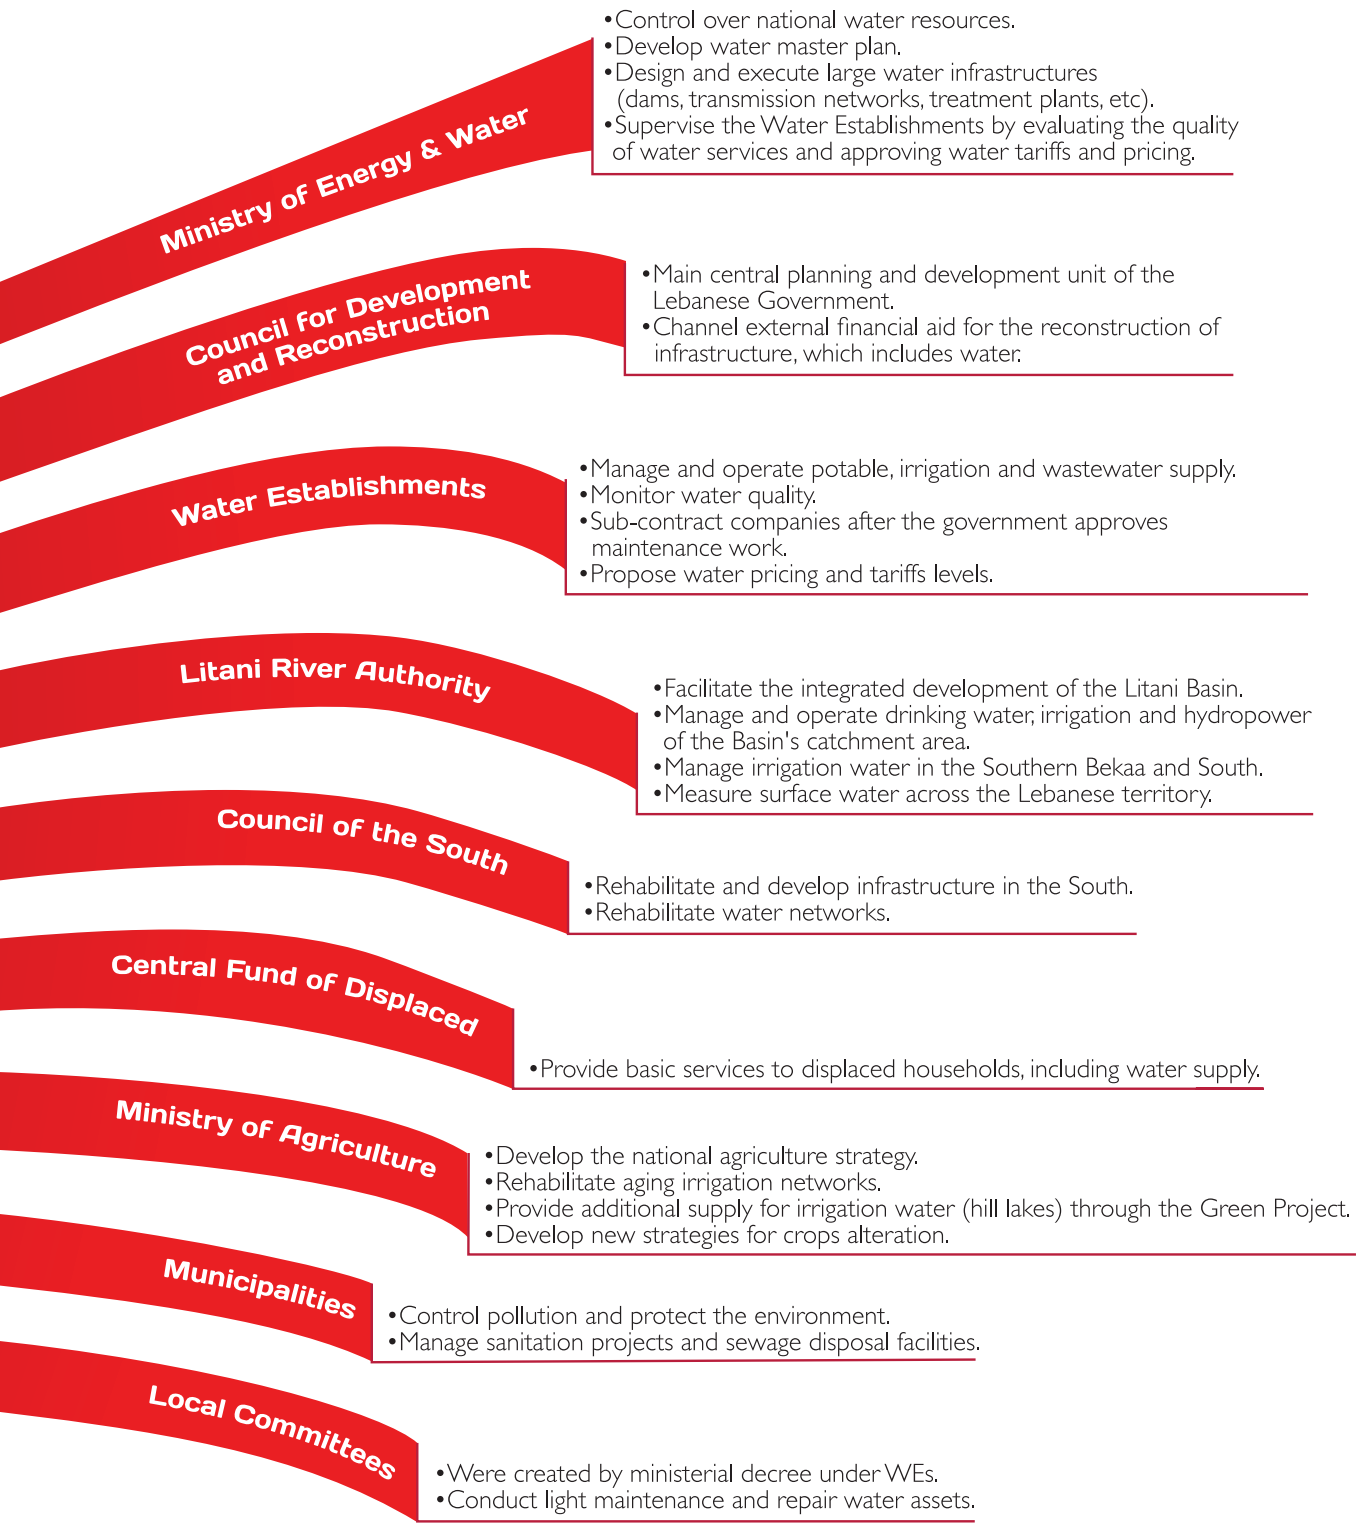 Ministry of Energy & Water
•Control over national water resources.
•Develop water master plan.
•Design and execute large water infrastructures
(dams, transmission networks, treatment plants, etc).
•Supervise the Water Establishments by evaluating the quality
of water services and approving water tariffs and pricing.
Council for Development
and Reconstruction
•Main central planning and development unit of the
Lebanese Government.
•Channel external financial aid for the reconstruction of
infrastructure, which includes water.
Water Establishments
•Manage and operate potable, irrigation and wastewater supply.
•Monitor water quality.
•Sub-contract companies after the government approves
maintenance work.
•Propose water pricing and tariffs levels.
Litani River Authority
•Facilitate the integrated development of the Litani Basin.
•Manage and operate drinking water, irrigation and hydropower
of the Basin's catchment area.
•Manage irrigation water in the Southern Bekaa and South.
•Measure surface water across the Lebanese territory.
Council of the South
•Rehabilitate and develop infrastructure in the South.
•Rehabilitate water networks.
Central Fund of Displaced
•Provide basic services to displaced households, including water supply.
Ministry of Agriculture
•Develop the national agriculture strategy.
•Rehabilitate aging irrigation networks.
•Provide additional supply for irrigation water (hill lakes) through the Green Project.
•Develop new strategies for crops alteration.
Municipalities
•Control pollution and protect the environment.
•Manage sanitation projects and sewage disposal facilities.
Local Committees
•Were created by ministerial decree under WEs.
•Conduct light maintenance and repair water assets.